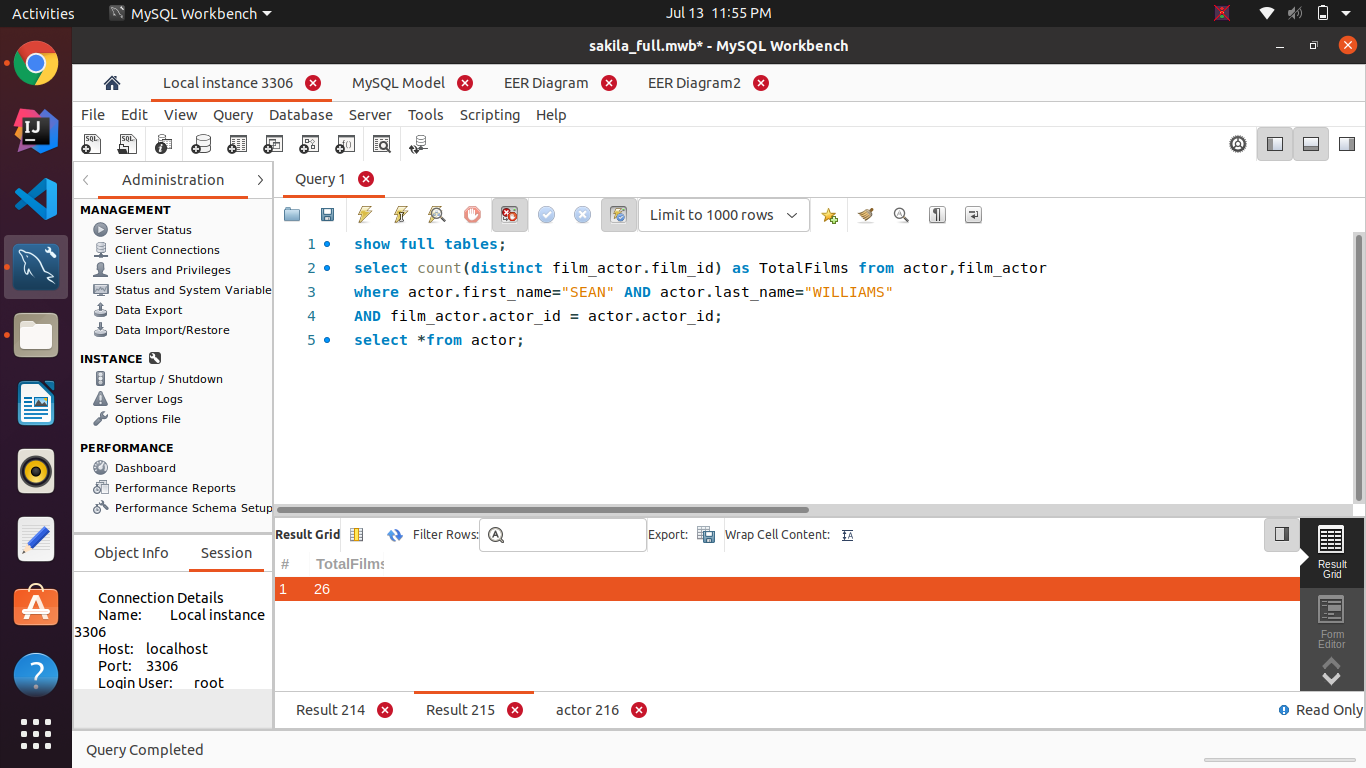 Activities MySQL Workbench Jul 13 11:55 PM
sakila_full.mwb* - MySQL Workbench
Local instance 3306 MySQL Model EER Diagram EER Diagram2
File Edit View Query Database Server Tools Scripting Help
Administration
MANAGEMENT
Server Status
Client Connections
Users and Privileges
Status and System Variable
Data Export
Data Import/Restore
INSTANCE
Startup / Shutdown
Server Logs
Options File
PERFORMANCE
Dashboard
Performance Reports
Performance Schema Setup
Object Info Session
Connection Details
Name: Local instance
3306
Host: localhost
Port: 3306
Login User: root
Query 1
Limit to 1000 rows
1 show full tables;
2 select count(distinct film_actor.film_id) as TotalFilms from actor,film_actor
3 where actor.first_name="SEAN" AND actor.last_name="WILLIAMS"
4 AND film_actor.actor_id = actor.actor_id;
5 select *from actor;
Result Grid Filter Rows: Export: Wrap Cell Content:
# TotalFilms
1 26
Result
Grid
Form
Editor
Result 214 Result 215 actor 216 Read Only
Query Completed